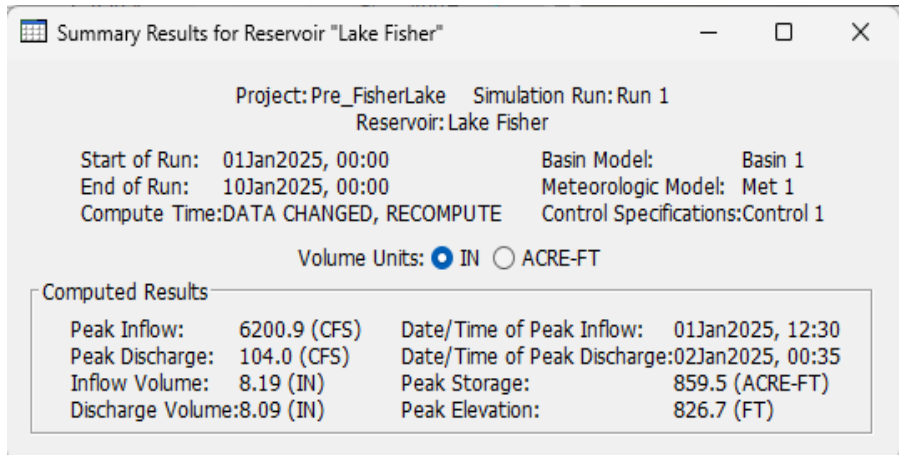 Summary Results for Reservoir "Lake Fisher"
Project: Pre_FisherLake Simulation Run: Run 1
Reservoir: Lake Fisher
Start of Run: 01Jan2025, 00:00 Basin Model: Basin 1
End of Run: 10Jan2025, 00:00 Meteorologic Model: Met 1
Compute Time:DATA CHANGED, RECOMPUTE Control Specifications:Control 1
Volume Units: IN ACRE-FT
Computed Results
Peak Inflow: 6200.9 (CFS) Date/Time of Peak Inflow: 01Jan2025, 12:30
Peak Discharge: 104.0 (CFS) Date/Time of Peak Discharge:02Jan2025, 00:35
Inflow Volume: 8.19 (IN) Peak Storage: 859.5 (ACRE-FT)
Discharge Volume:8.09 (IN) Peak Elevation: 826.7 (FT)